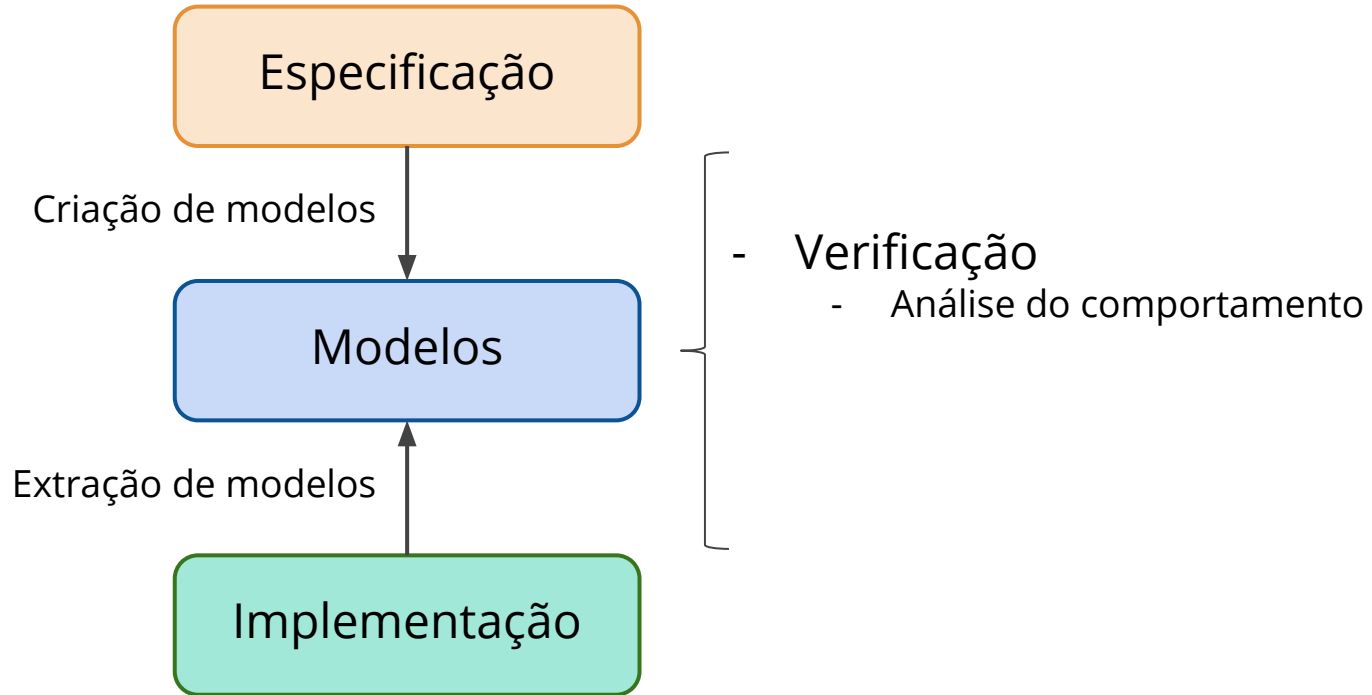 Especificação
Criação de modelos
Modelos
- Verificação
- Análise do comportamento
Extração de modelos
Implementação